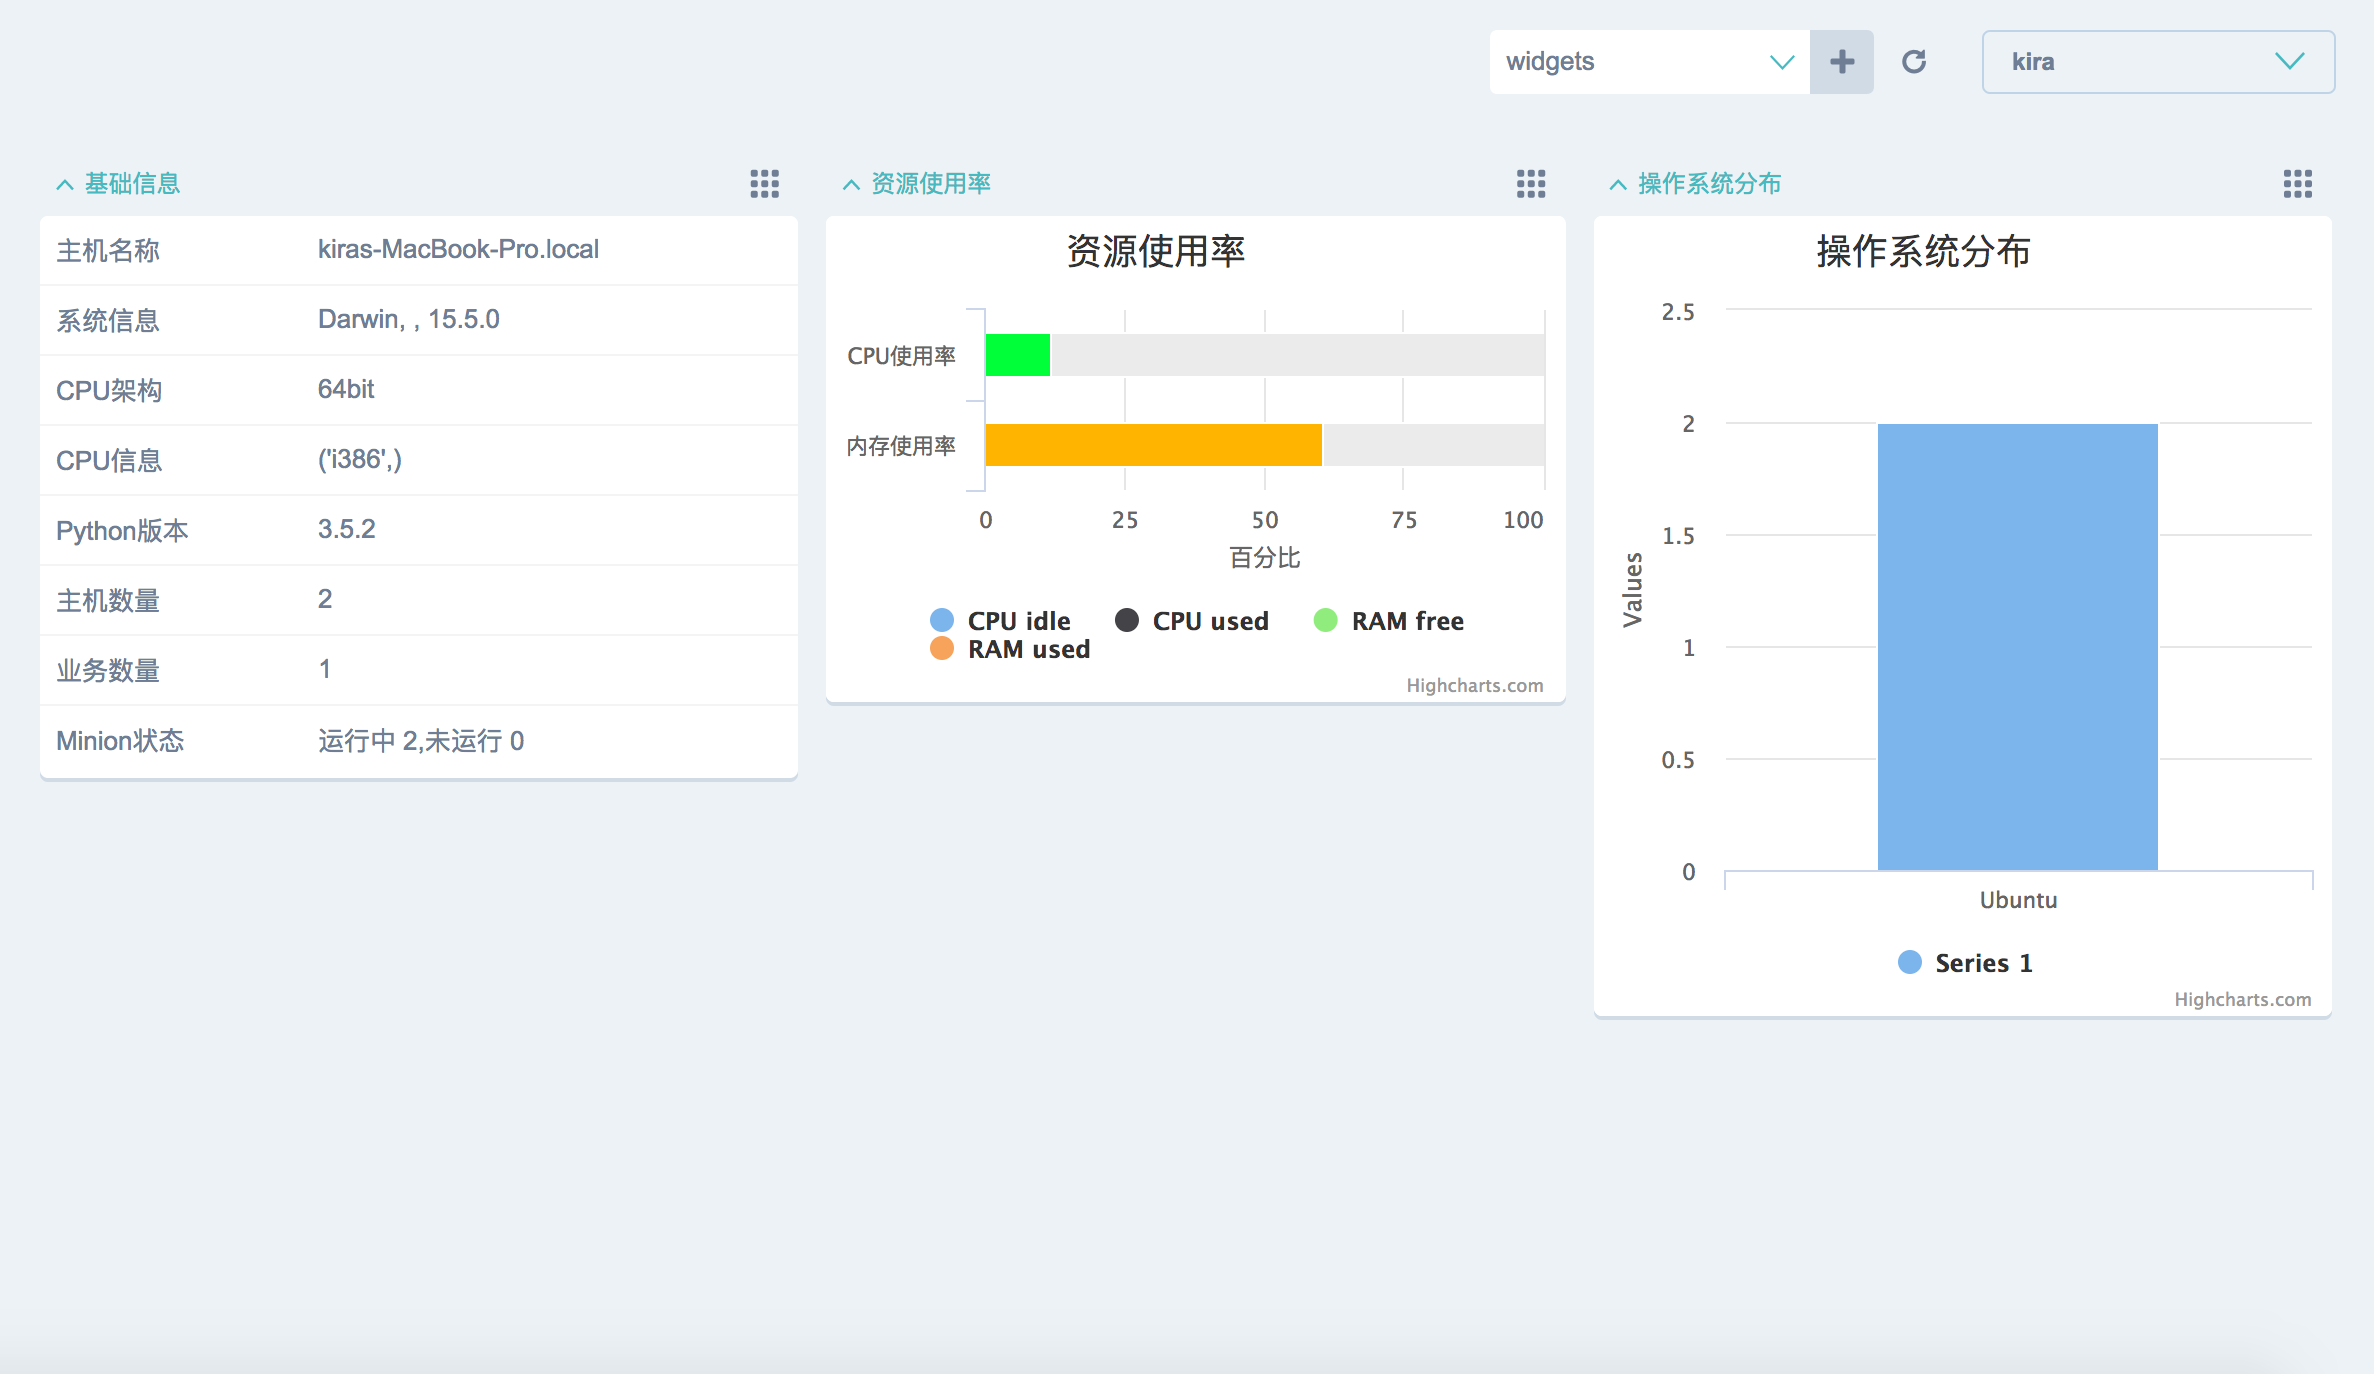 widgets
kira
基础信息
主机名称 kiras-MacBook-Pro.local
系统信息 Darwin, , 15.5.0
CPU架构 64bit
CPU信息 ('i386',)
Python版本 3.5.2
主机数量 2
业务数量 1
Minion状态 运行中 2,未运行 0
资源使用率
资源使用率
CPU使用率
内存使用率
0 25 50 75 100
百分比
CPU idle CPU used RAM free
RAM used
Highcharts.com
操作系统分布
操作系统分布
2.5
2
1.5
1
0.5
0
Values
Ubuntu
Series 1
Highcharts.com